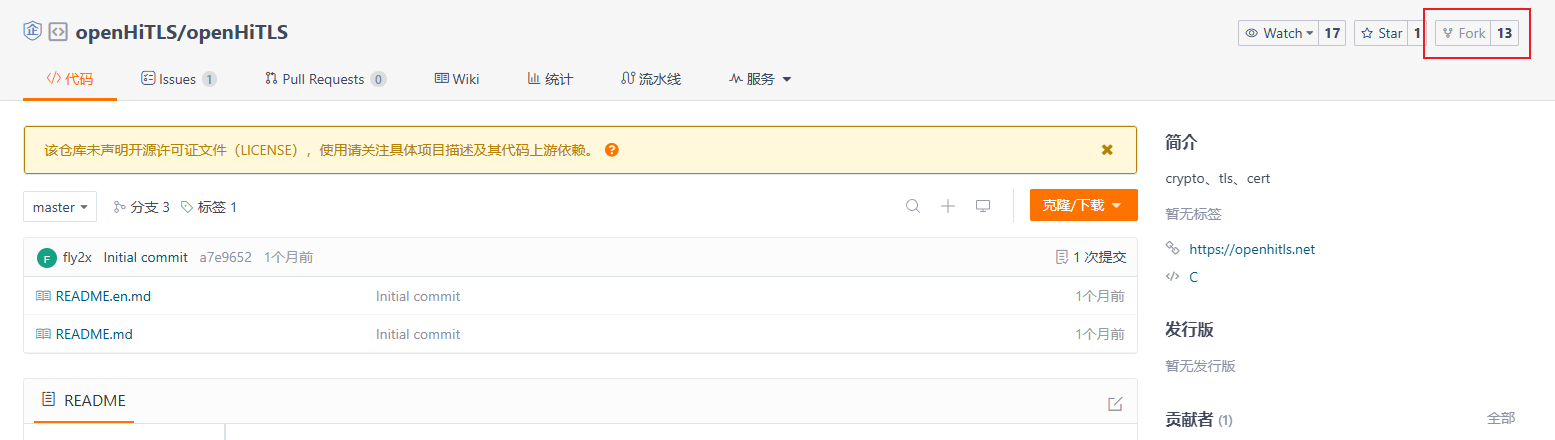 openHiTLS/openHiTLS
Watch 17 Star 1 Fork 13
代码 Issues 1 Pull Requests 0 Wiki 统计 流水线 服务
该仓库未声明开源许可证文件（LICENSE），使用请关注具体项目描述及其代码上游依赖。
master 分支 3 标签 1 克隆/下载
F fly2x Initial commit a7e9652 1个月前 1 次提交
README.en.md Initial commit 1个月前
README.md Initial commit 1个月前
README
简介
crypto、tls、cert
暂无标签
https://openhitls.net
C
发行版
暂无发行版
贡献者 (1) 全部